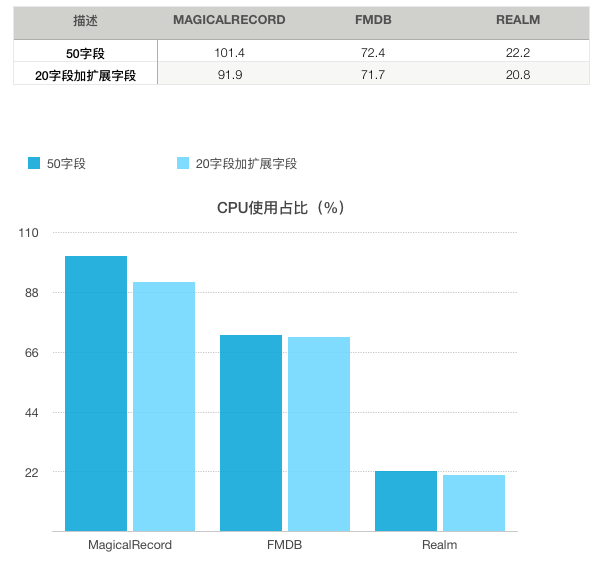 描述 MAGICALRECORD FMDB REALM
50字段 101.4 72.4 22.2
20字段加扩展字段 91.9 71.7 20.8
50字段 20字段加扩展字段
CPU使用占比（%）
110
88
66
44
22
MagicalRecord FMDB Realm